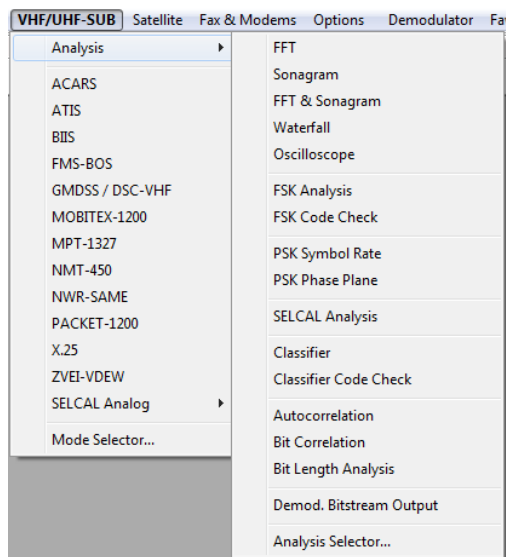 VHF/UHF-SUB Satellite Fax & Modems Options Demodulator Fav
Analysis
ACARS
ATIS
BIIS
FMS-BOS
GMDSS / DSC-VHF
MOBITEX-1200
MPT-1327
NMT-450
NWR-SAME
PACKET-1200
X.25
ZVEI-VDEW
SELCAL Analog
Mode Selector...
FFT
Sonagram
FFT & Sonagram
Waterfall
Oscilloscope
FSK Analysis
FSK Code Check
PSK Symbol Rate
PSK Phase Plane
SELCAL Analysis
Classifier
Classifier Code Check
Autocorrelation
Bit Correlation
Bit Length Analysis
Demod. Bitstream Output
Analysis Selector...